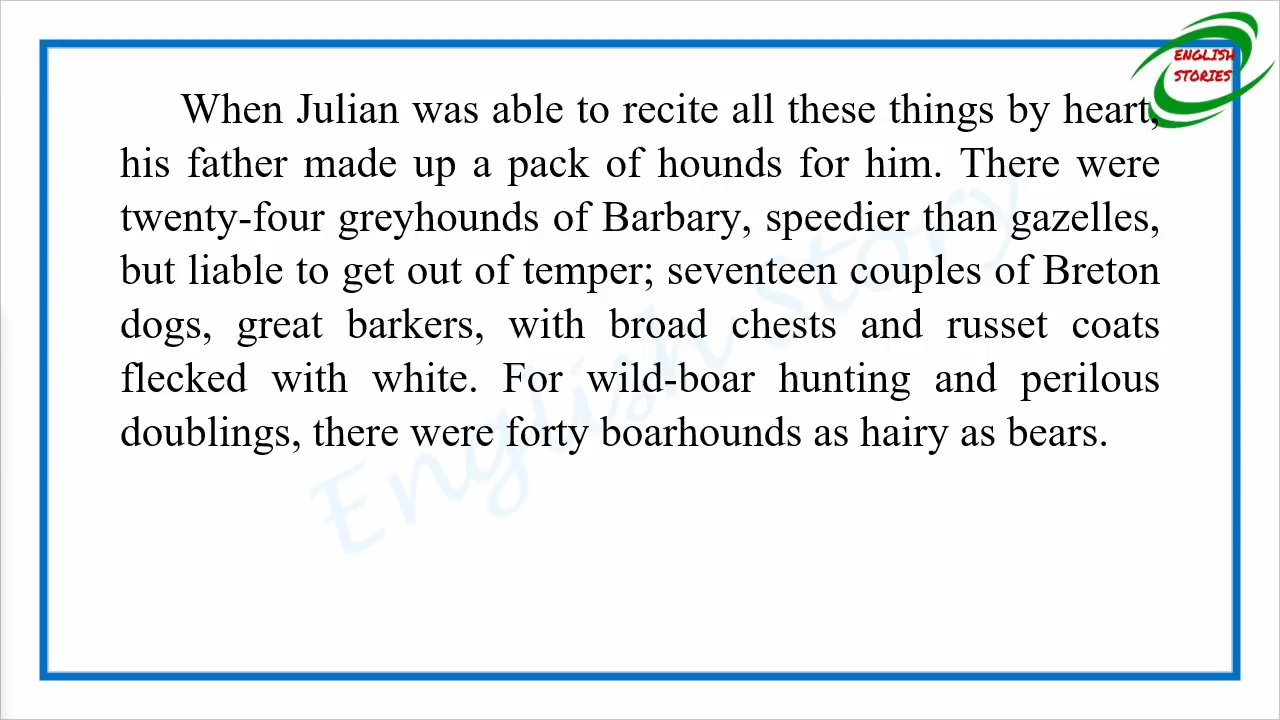 ENGLISH
STORIES
When Julian was able to recite all these things by heart,
his father made up a pack of hounds for him. There were
twenty-four greyhounds of Barbary, speedier than gazelles,
but liable to get out of temper; seventeen couples of Breton
dogs, great barkers, with broad chests and russet coats
flecked with white. For wild-boar hunting and perilous
doublings, there were forty boarhounds as hairy as bears.
English Story